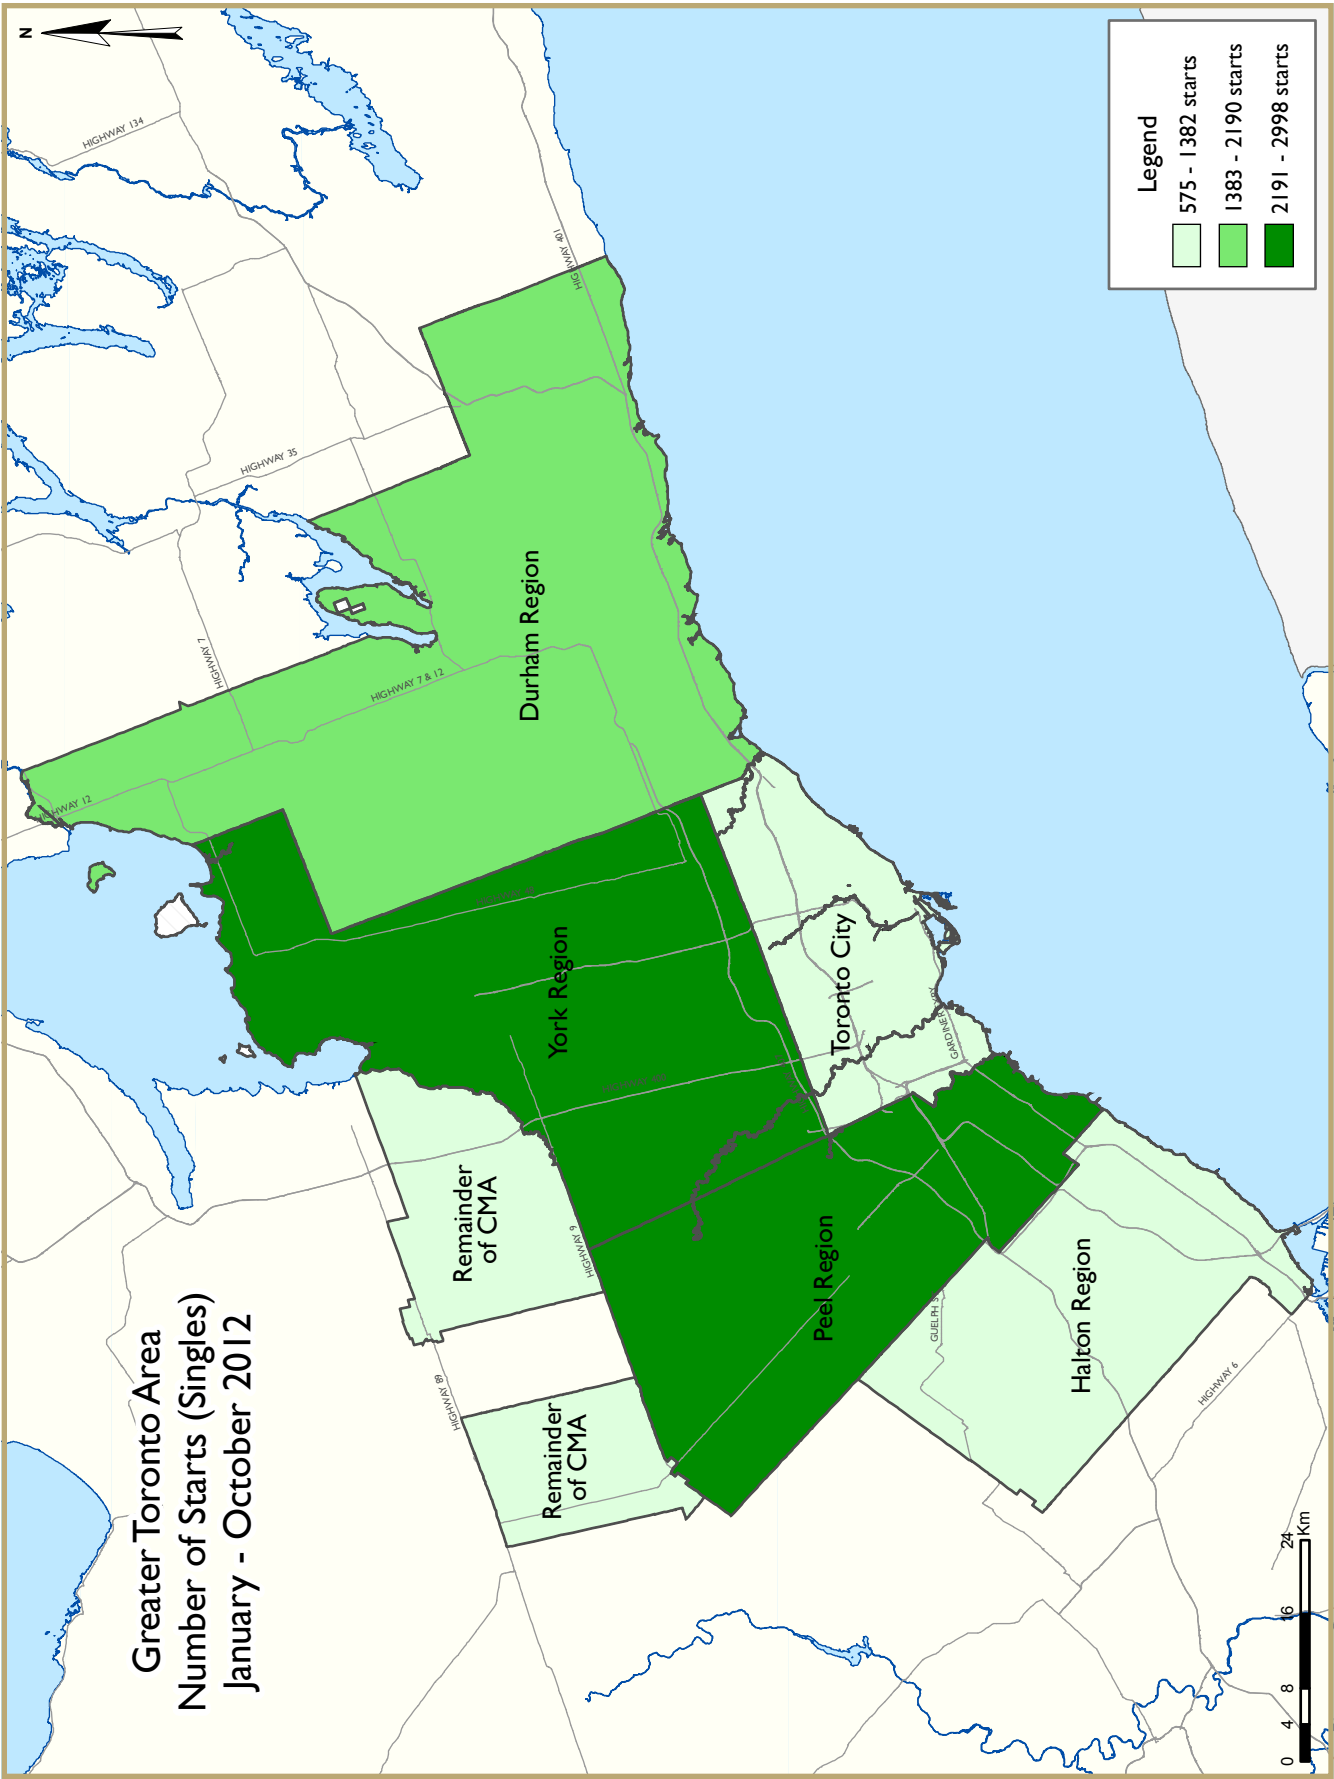 Greater Toronto Area
Number of Starts (Singles)
January - October 2012
N
HIGHWAY 134
HIGHWAY 35
HIGHWAY 7
HIGHWAY 7 & 12
HIGHWAY 12
HIGHWAY 401
Durham Region
York Region
Toronto City
GARDINER
Remainder
of CMA
HIGHWAY 9
HIGHWAY 89
Remainder
of CMA
Peel Region
GUELPH
Halton Region
HIGHWAY 6
Legend
575 - 1382 starts
1383 - 2190 starts
2191 - 2998 starts
0 4 8 16 24
Km